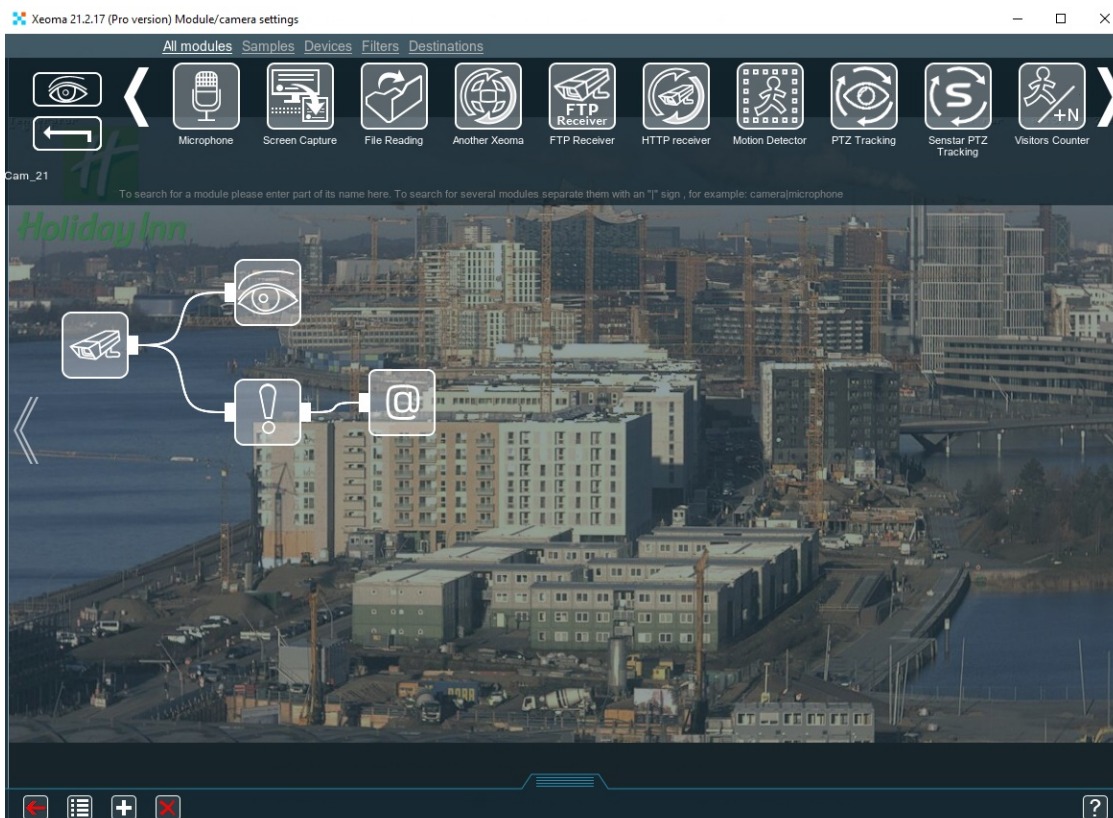 Xeoma 21.2.17 (Pro version) Module/camera settings
All modules Samples Devices Filters Destinations
FTP
Receiver
S
+N
Microphone
Screen Capture
File Reading
Another Xeoma
FTP Receiver
HTTP receiver
Motion Detector
PTZ Tracking
Senstar PTZ
Tracking
Visitors Counter
H
Cam_21
To search for a module please enter part of its name here. To search for several modules separate them with an "|" sign , for example: camera|microphone
Holiday Inn
@
!
?